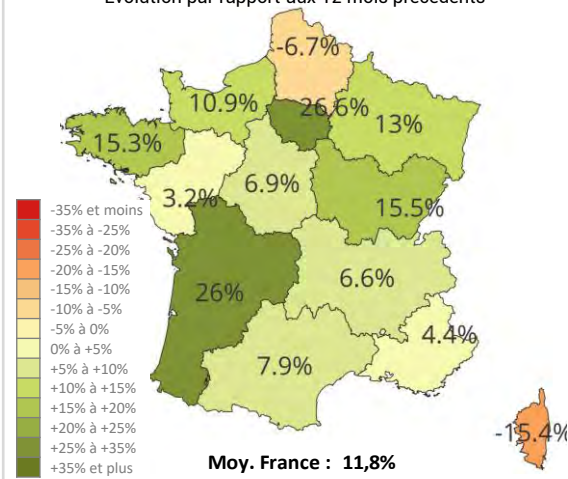 Evolution par rapport aux 12 mois précédents
-6.7%
10.9%
26.6%
13%
15.3%
3.2%
6.9%
15.5%
26%
6.6%
4.4%
7.9%
-15.4%
-35% et moins
-35% à -25%
-25% à -20%
-20% à -15%
-15% à -10%
-10% à -5%
-5% à 0%
0% à +5%
+5% à +10%
+10% à +15%
+15% à +20%
+20% à +25%
+25% à +35%
+35% et plus
Moy. France : 11,8%